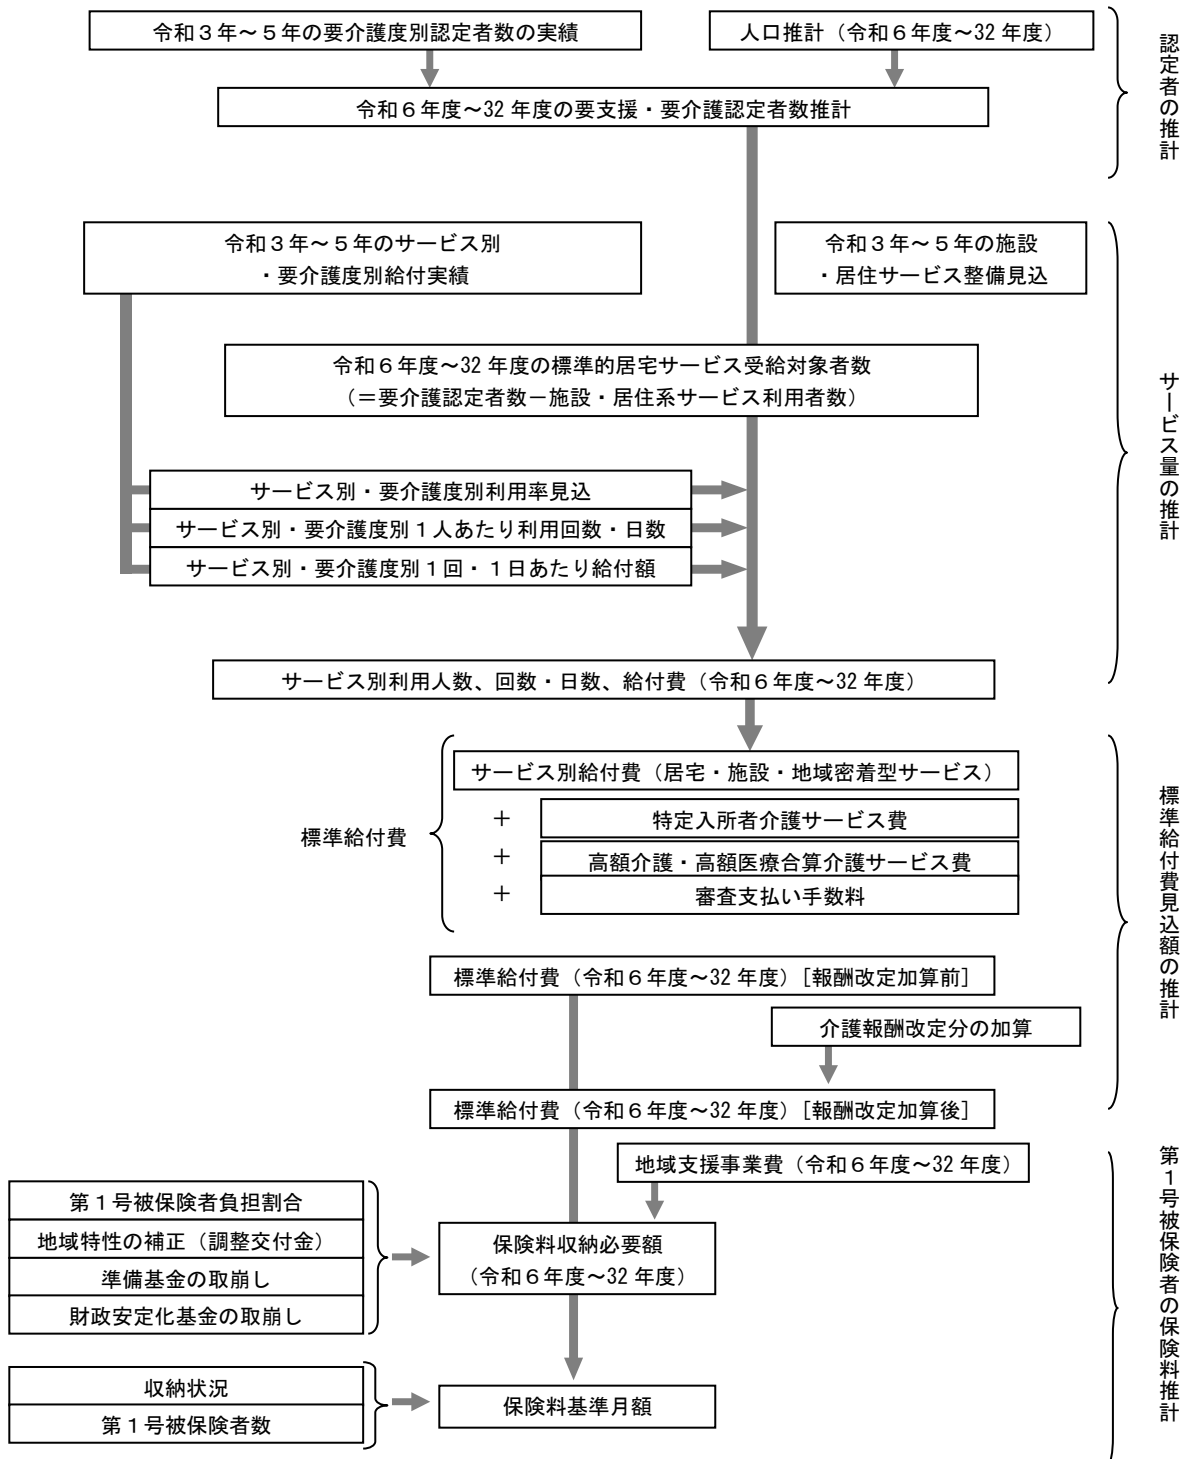 令和３年～５年の要介護度別認定者数の実績
人口推計（令和６年度～32年度）
令和６年度～32年度の要支援・要介護認定者数推計
認定者の推計
令和３年～５年のサービス別
・要介護度別給付実績
令和３年～５年の施設
・居住サービス整備見込
令和６年度～32年度の標準的居宅サービス受給対象者数
（＝要介護認定者数－施設・居住系サービス利用者数）
サービス別・要介護度別利用率見込
サービス別・要介護度別１人あたり利用回数・日数
サービス別・要介護度別１回・１日あたり給付額
サービス別利用人数、回数・日数、給付費（令和６年度～32年度）
サービス量の推計
サービス別給付費（居宅・施設・地域密着型サービス）
標準給付費
＋ 特定入所者介護サービス費
＋ 高額介護・高額医療合算介護サービス費
＋ 審査支払い手数料
標準給付費（令和６年度～32年度）［報酬改定加算前］
介護報酬改定分の加算
標準給付費（令和６年度～32年度）［報酬改定加算後］
標準給付費見込額の推計
地域支援事業費（令和６年度～32年度）
第１号被保険者負担割合
地域特性の補正（調整交付金）
準備基金の取崩し
財政安定化基金の取崩し
保険料収納必要額
（令和６年度～32年度）
収納状況
第１号被保険者数
保険料基準月額
第１号被保険者の保険料推計